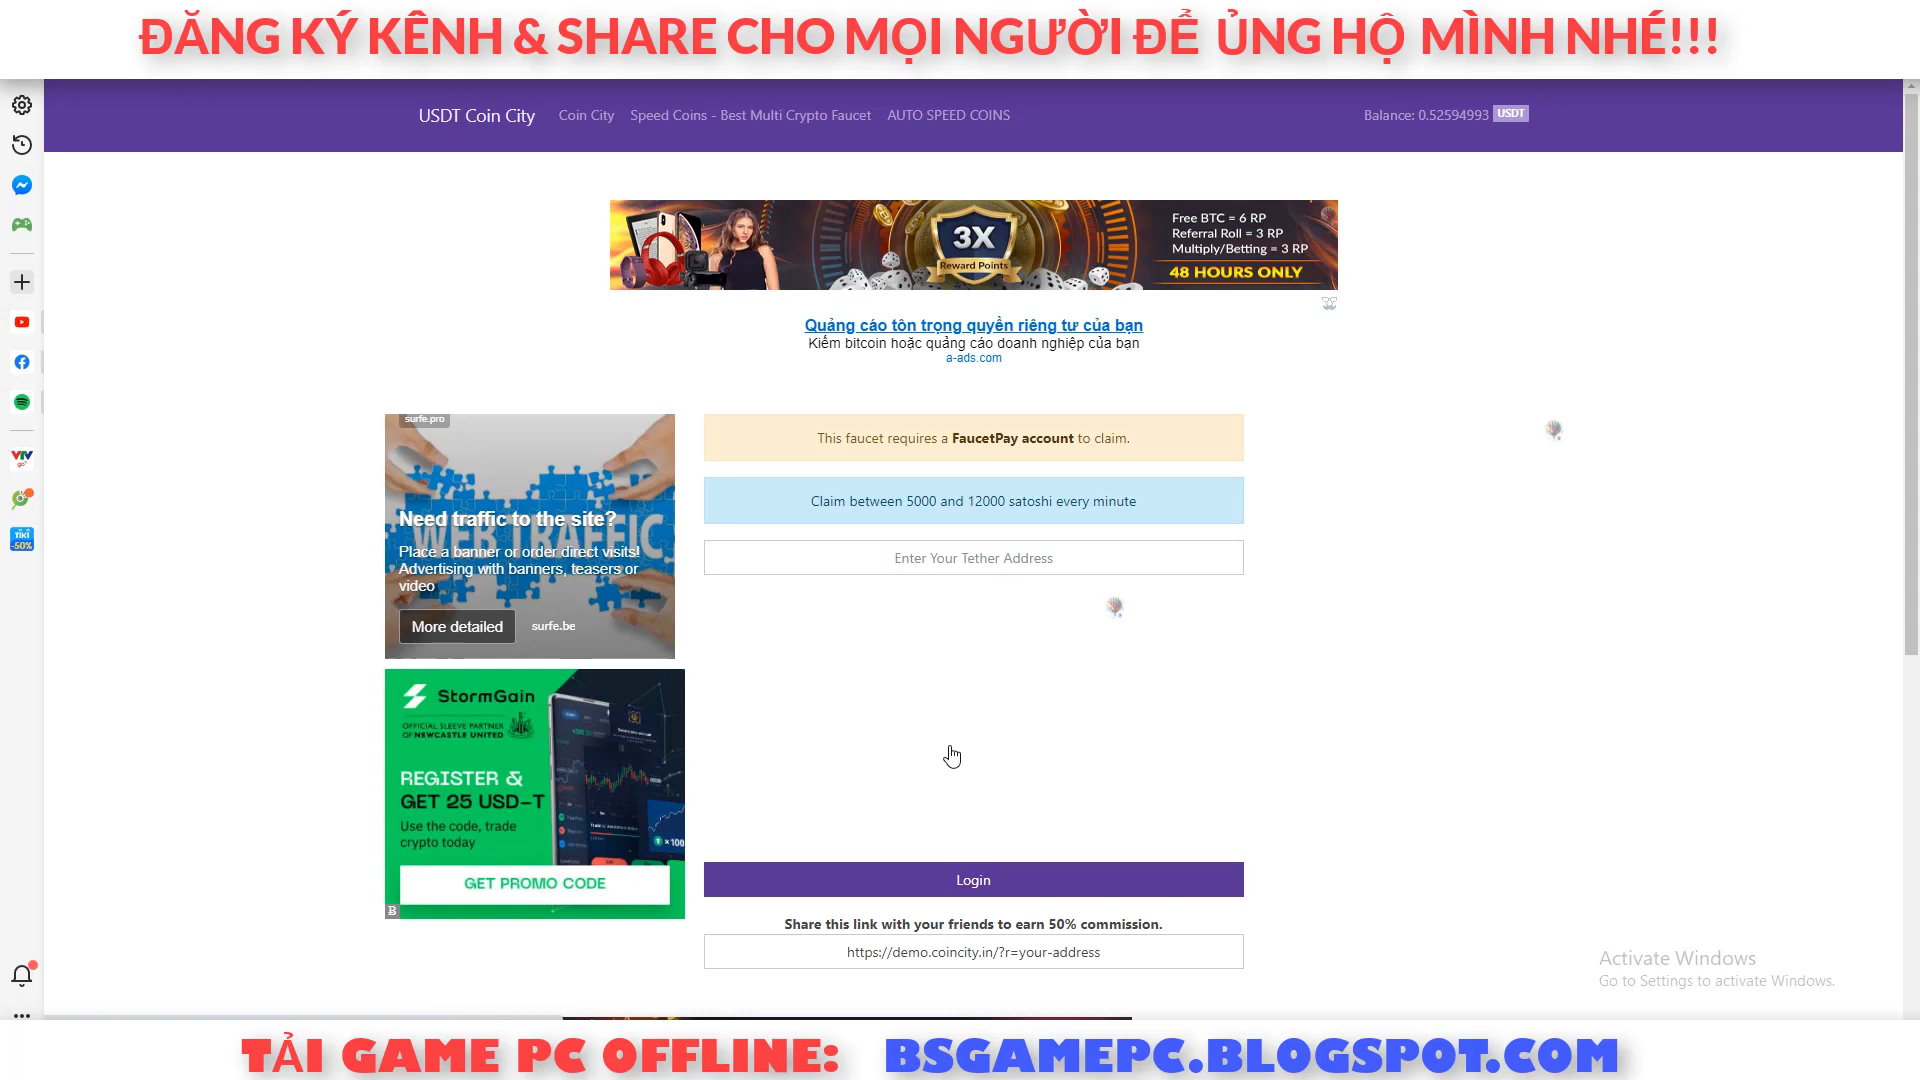 ĐĂNG KÝ KÊNH & SHARE CHO MỌI NGƯỜI ĐỂ ỦNG HỘ MÌNH NHÉ!!!
USDT Coin City
Coin City
Speed Coins - Best Multi Crypto Faucet
AUTO SPEED COINS
Balance: 0.52594993 USDT
3X
Reward Points
Free BTC = 6 RP
Referral Roll = 3 RP
Multiply/Betting = 3 RP
48 HOURS ONLY
Quảng cáo tôn trọng quyền riêng tư của bạn
Kiếm bitcoin hoặc quảng cáo doanh nghiệp của bạn
a-ads.com
surfe.pro
WEB TRAFFIC
Need traffic to the site?
Place a banner or order direct visits!
Advertising with banners, teasers or
video
More detailed
surfe.be
This faucet requires a FaucetPay account to claim.
Claim between 5000 and 12000 satoshi every minute
Enter Your Tether Address
VTV
go
TIKI
-50%
StormGain
OFFICIAL SLEEVE PARTNER
OF NEWCASTLE UNITED
REGISTER &
GET 25 USD-T
Use the code, trade
crypto today
x 100
GET PROMO CODE
Login
Share this link with your friends to earn 50% commission.
https://demo.coincity.in/?r=your-address
Activate Windows
Go to Settings to activate Windows.
TẢI GAME PC OFFLINE: BSGAMEPC.BLOGSPOT.COM